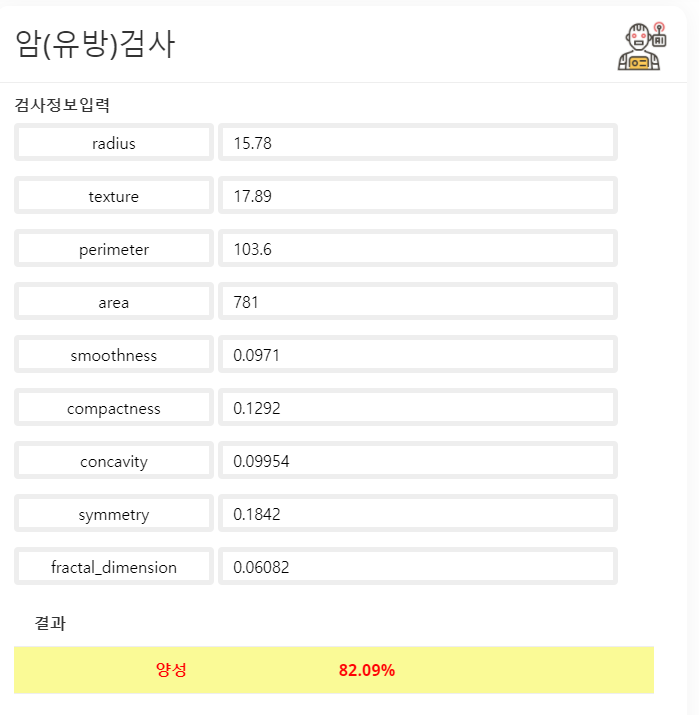 암(유방)검사
AI
검사정보입력
radius 15.78
texture 17.89
perimeter 103.6
area 781
smoothness 0.0971
compactness 0.1292
concavity 0.09954
symmetry 0.1842
fractal_dimension 0.06082
결과
양성 82.09%